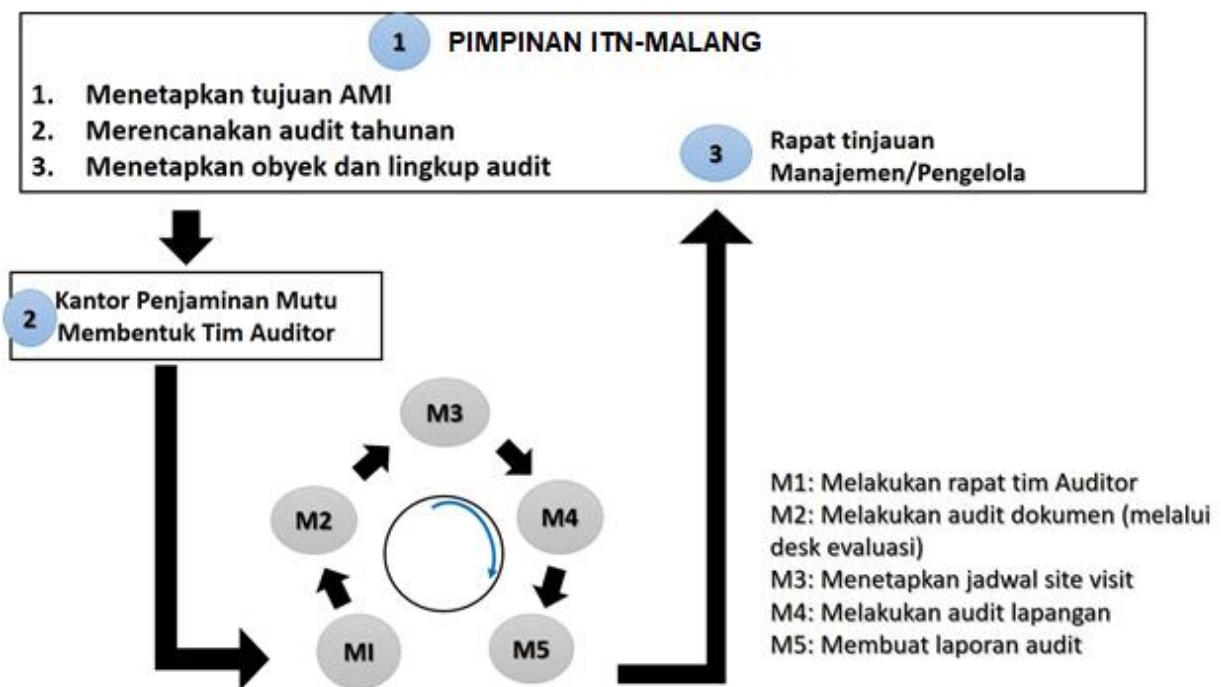 1 PIMPINAN ITN-MALANG
1. Menetapkan tujuan AMI
2. Merencanakan audit tahunan
3. Menetapkan obyek dan lingkup audit
3 Rapat tinjauan
Manajemen/Pengelola
2 Kantor Penjaminan Mutu
Membentuk Tim Auditor
M3
M2
M4
MI
M5
M1: Melakukan rapat tim Auditor
M2: Melakukan audit dokumen (melalui
desk evaluasi)
M3: Menetapkan jadwal site visit
M4: Melakukan audit lapangan
M5: Membuat laporan audit